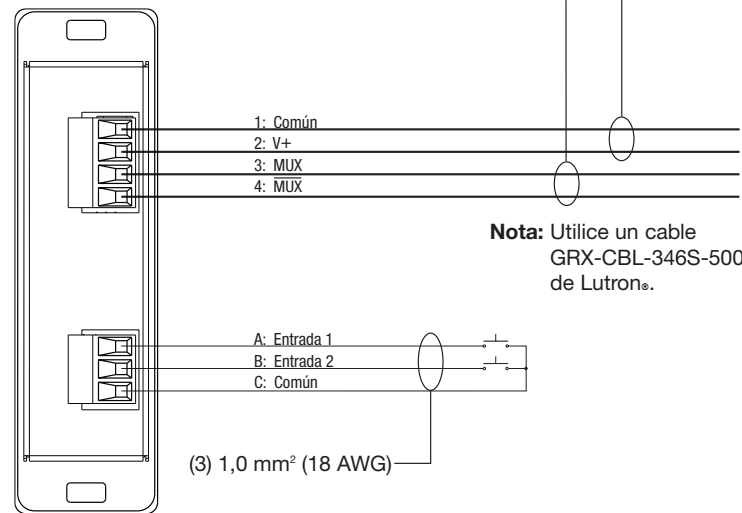 1: Común
2: V+
3: MUX
4: M̅U̅X̅
Nota: Utilice un cable
GRX-CBL-346S-500
de Lutron®.
A: Entrada 1
B: Entrada 2
C: Común
(3) 1,0 mm² (18 AWG)